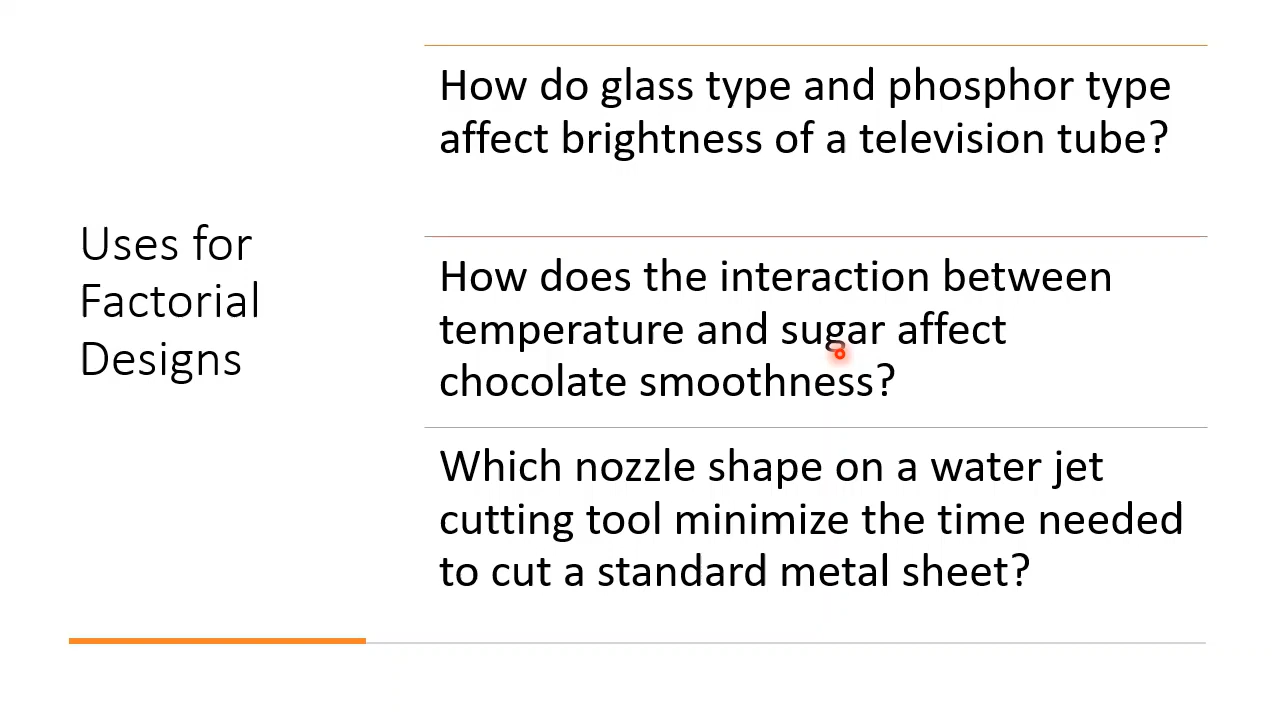 Uses for
Factorial
Designs
How do glass type and phosphor type
affect brightness of a television tube?
How does the interaction between
temperature and sugar affect
chocolate smoothness?
Which nozzle shape on a water jet
cutting tool minimize the time needed
to cut a standard metal sheet?